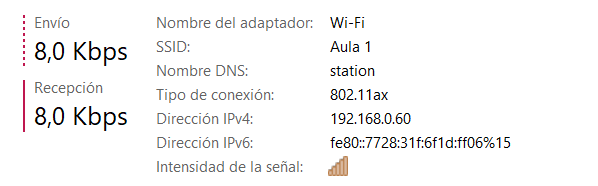 Envío
8,0 Kbps
Recepción
8,0 Kbps
Nombre del adaptador: Wi-Fi
SSID: Aula 1
Nombre DNS: station
Tipo de conexión: 802.11ax
Dirección IPv4: 192.168.0.60
Dirección IPv6: fe80::7728:31f:6f1d:ff06%15
Intensidad de la señal: